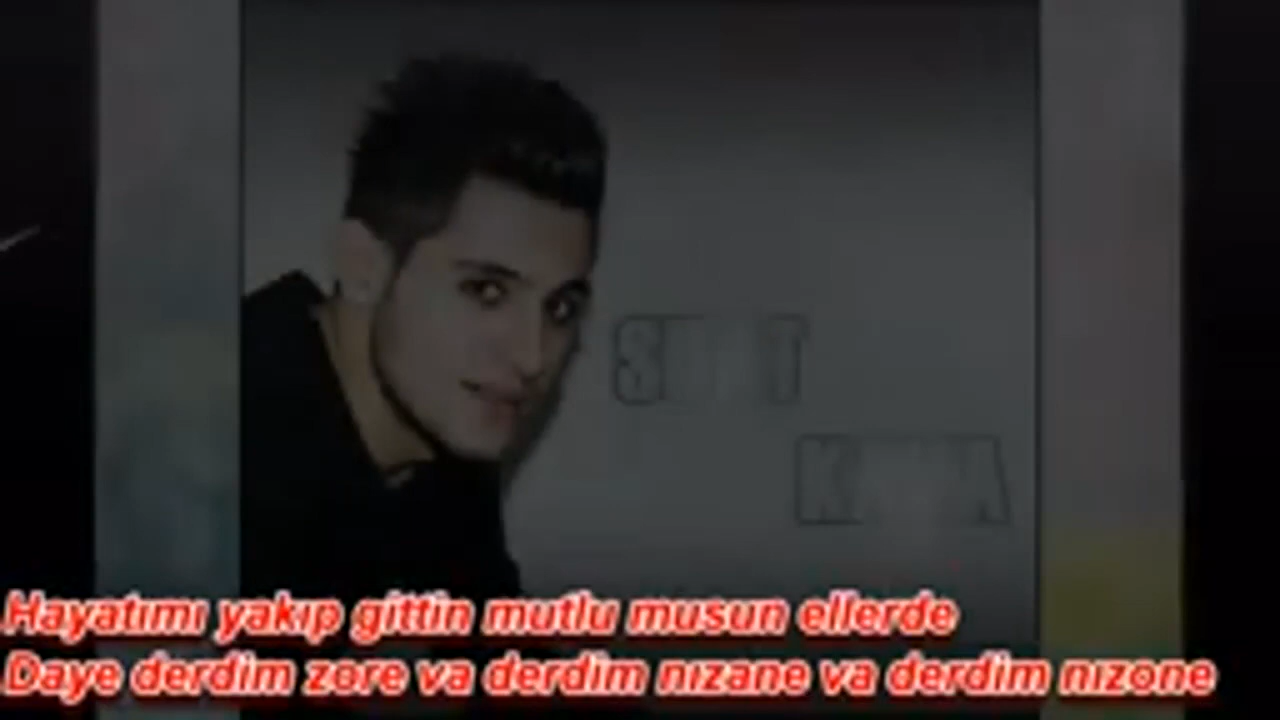 Hayatımı yakıp gittin mutlu musun ellerde
Daye derdim zore va derdim nızane va derdim nızone